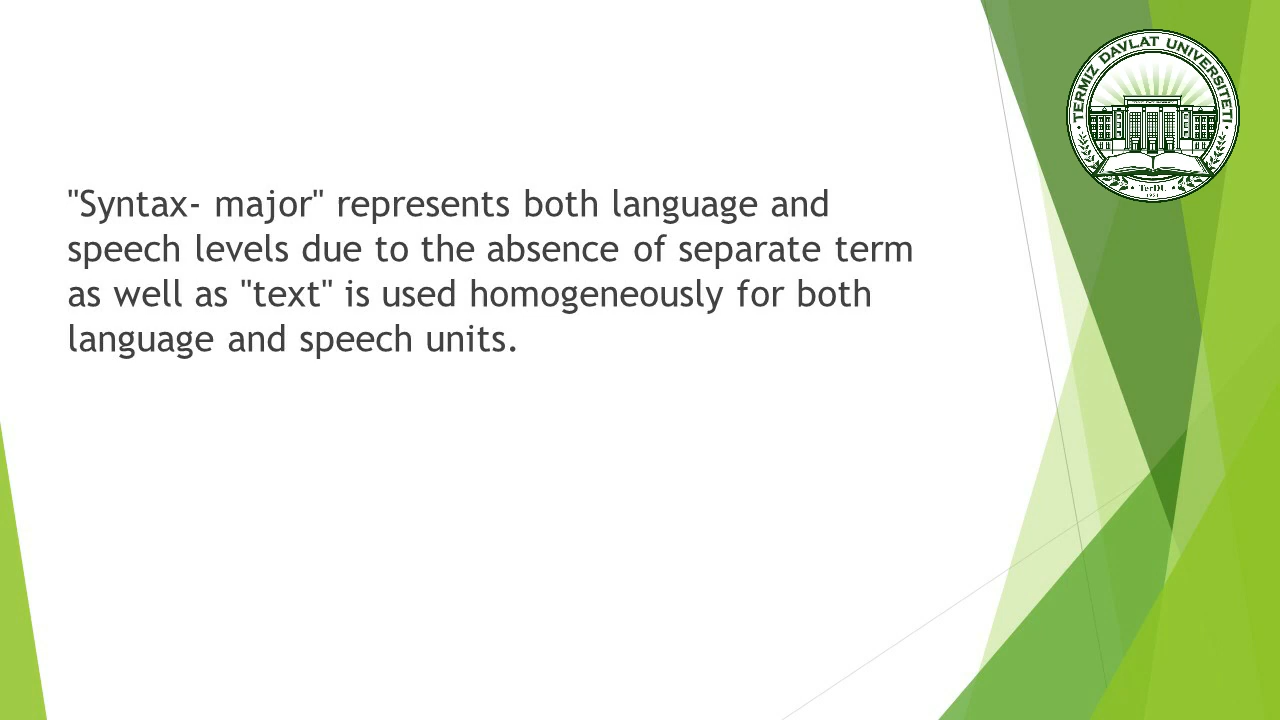 TERMIZ DAVLAT UNIVERSITETI
TerDU
"Syntax- major" represents both language and
speech levels due to the absence of separate term
as well as "text" is used homogeneously for both
language and speech units.